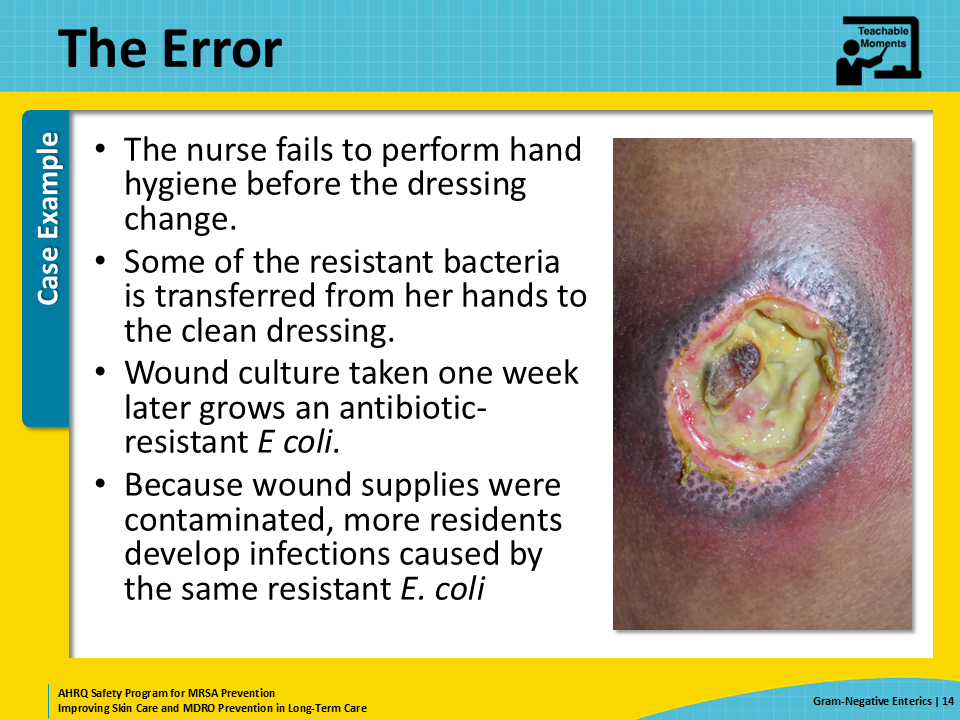 The Error
Teachable
Moments
Case Example
• The nurse fails to perform hand
hygiene before the dressing
change.
• Some of the resistant bacteria
is transferred from her hands to
the clean dressing.
• Wound culture taken one week
later grows an antibiotic-
resistant E coli.
• Because wound supplies were
contaminated, more residents
develop infections caused by
the same resistant E. coli
AHRQ Safety Program for MRSA Prevention
Improving Skin Care and MDRO Prevention in Long-Term Care
Gram-Negative Enterics | 14